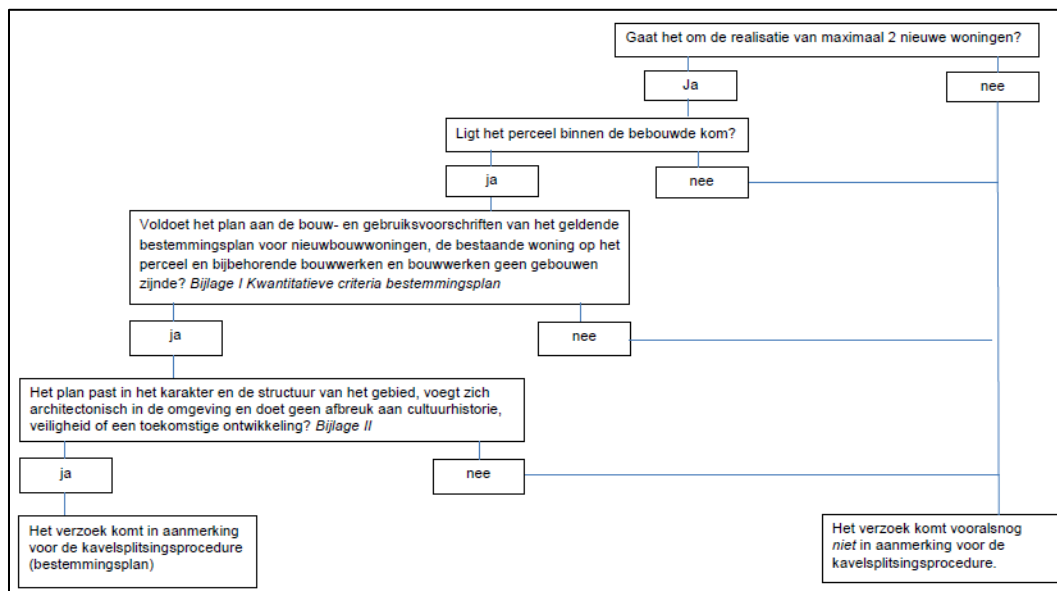 Gaat het om de realisatie van maximaal 2 nieuwe woningen?
Ja
nee
Ligt het perceel binnen de bebouwde kom?
ja
nee
Voldoet het plan aan de bouw- en gebruiksvoorschriften van het geldende
bestemmingsplan voor nieuwbouwwoningen, de bestaande woning op het
perceel en bijbehorende bouwwerken en bouwwerken geen gebouwen
zijnde? Bijlage I Kwantitatieve criteria bestemmingsplan
ja
nee
Het plan past in het karakter en de structuur van het gebied, voegt zich
architectonisch in de omgeving en doet geen afbreuk aan cultuurhistorie,
veiligheid of een toekomstige ontwikkeling? Bijlage II
ja
nee
Het verzoek komt in aanmerking
voor de kavelsplitsingsprocedure
(bestemmingsplan)
Het verzoek komt vooralsnog
niet in aanmerking voor de
kavelsplitsingsprocedure.